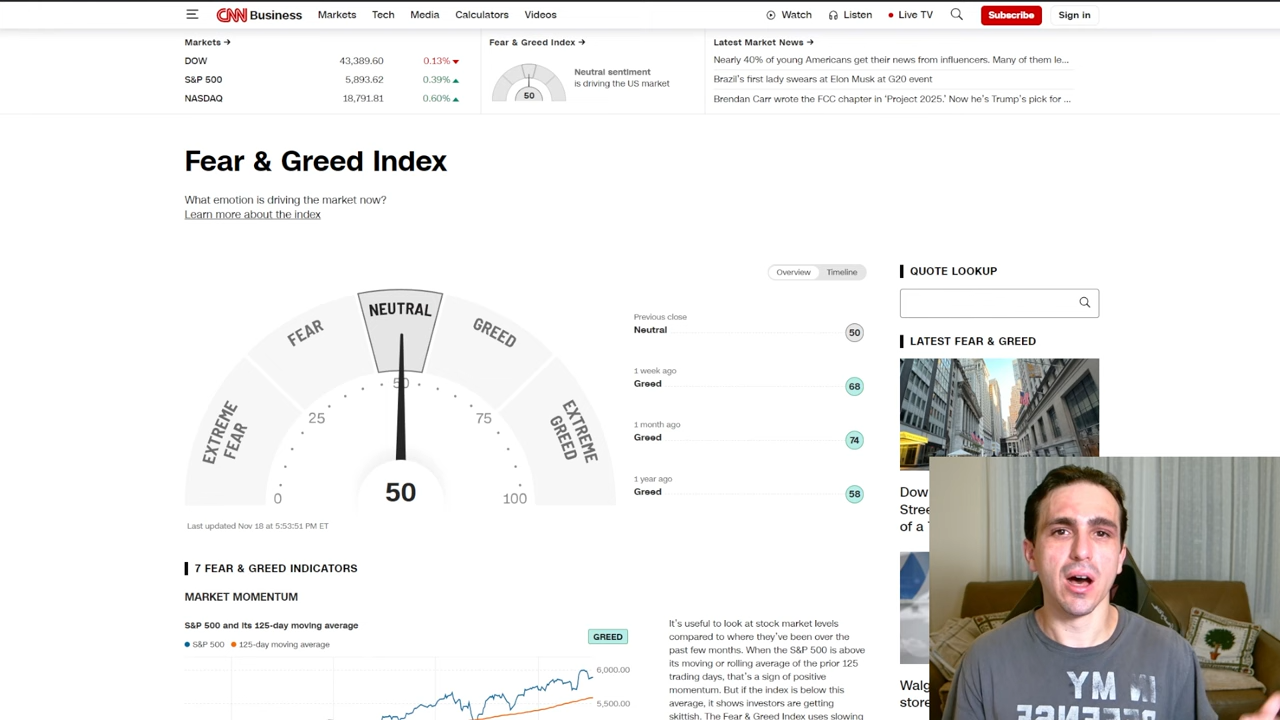 CNN Business
Markets
Tech
Media
Calculators
Videos
Watch
Listen
Live TV
Subscribe
Sign in
Markets →
DOW 43,389.60 0.13%
S&P 500 5,893.62 0.39%
NASDAQ 18,791.81 0.60%
Fear & Greed Index →
50
Neutral sentiment
is driving the US market
Latest Market News →
Nearly 40% of young Americans get their news from influencers. Many of them le...
Brazil's first lady swears at Elon Musk at G20 event
Brendan Carr wrote the FCC chapter in 'Project 2025.' Now he's Trump's pick for ...
Fear & Greed Index
What emotion is driving the market now?
Learn more about the index
Overview
Timeline
EXTREME FEAR
FEAR
NEUTRAL
GREED
EXTREME GREED
0
25
50
75
100
50
Last updated Nov 18 at 5:53:51 PM ET
Previous close
Neutral 50
1 week ago
Greed 68
1 month ago
Greed 74
1 year ago
Greed 58
QUOTE LOOKUP
LATEST FEAR & GREED
Dow
Stree
of a T
Walg
store
7 FEAR & GREED INDICATORS
MARKET MOMENTUM
S&P 500 and its 125-day moving average
S&P 500
125-day moving average
GREED
6,000.00
5,500.00
It's useful to look at stock market levels
compared to where they've been over the
past few months. When the S&P 500 is above
its moving or rolling average of the prior 125
trading days, that's a sign of positive
momentum. But if the index is below this
average, it shows investors are getting
skittish. The Fear & Greed Index uses slowing
IN MY